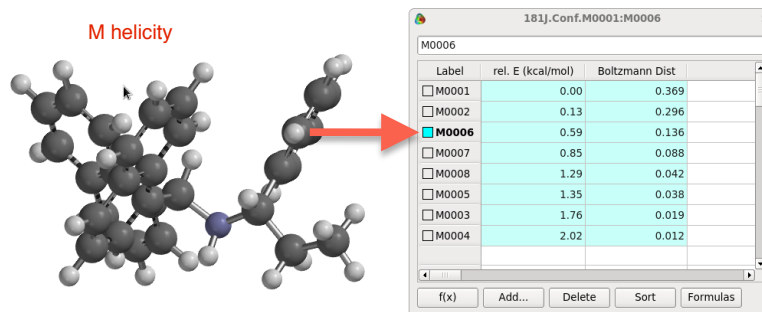 M helicity
181J.Conf.M0001:M0006
M0006
Label rel. E (kcal/mol) Boltzmann Dist
M0001 0.00 0.369
M0002 0.13 0.296
M0006 0.59 0.136
M0007 0.85 0.088
M0008 1.29 0.042
M0005 1.35 0.038
M0003 1.76 0.019
M0004 2.02 0.012
f(x) Add... Delete Sort Formulas